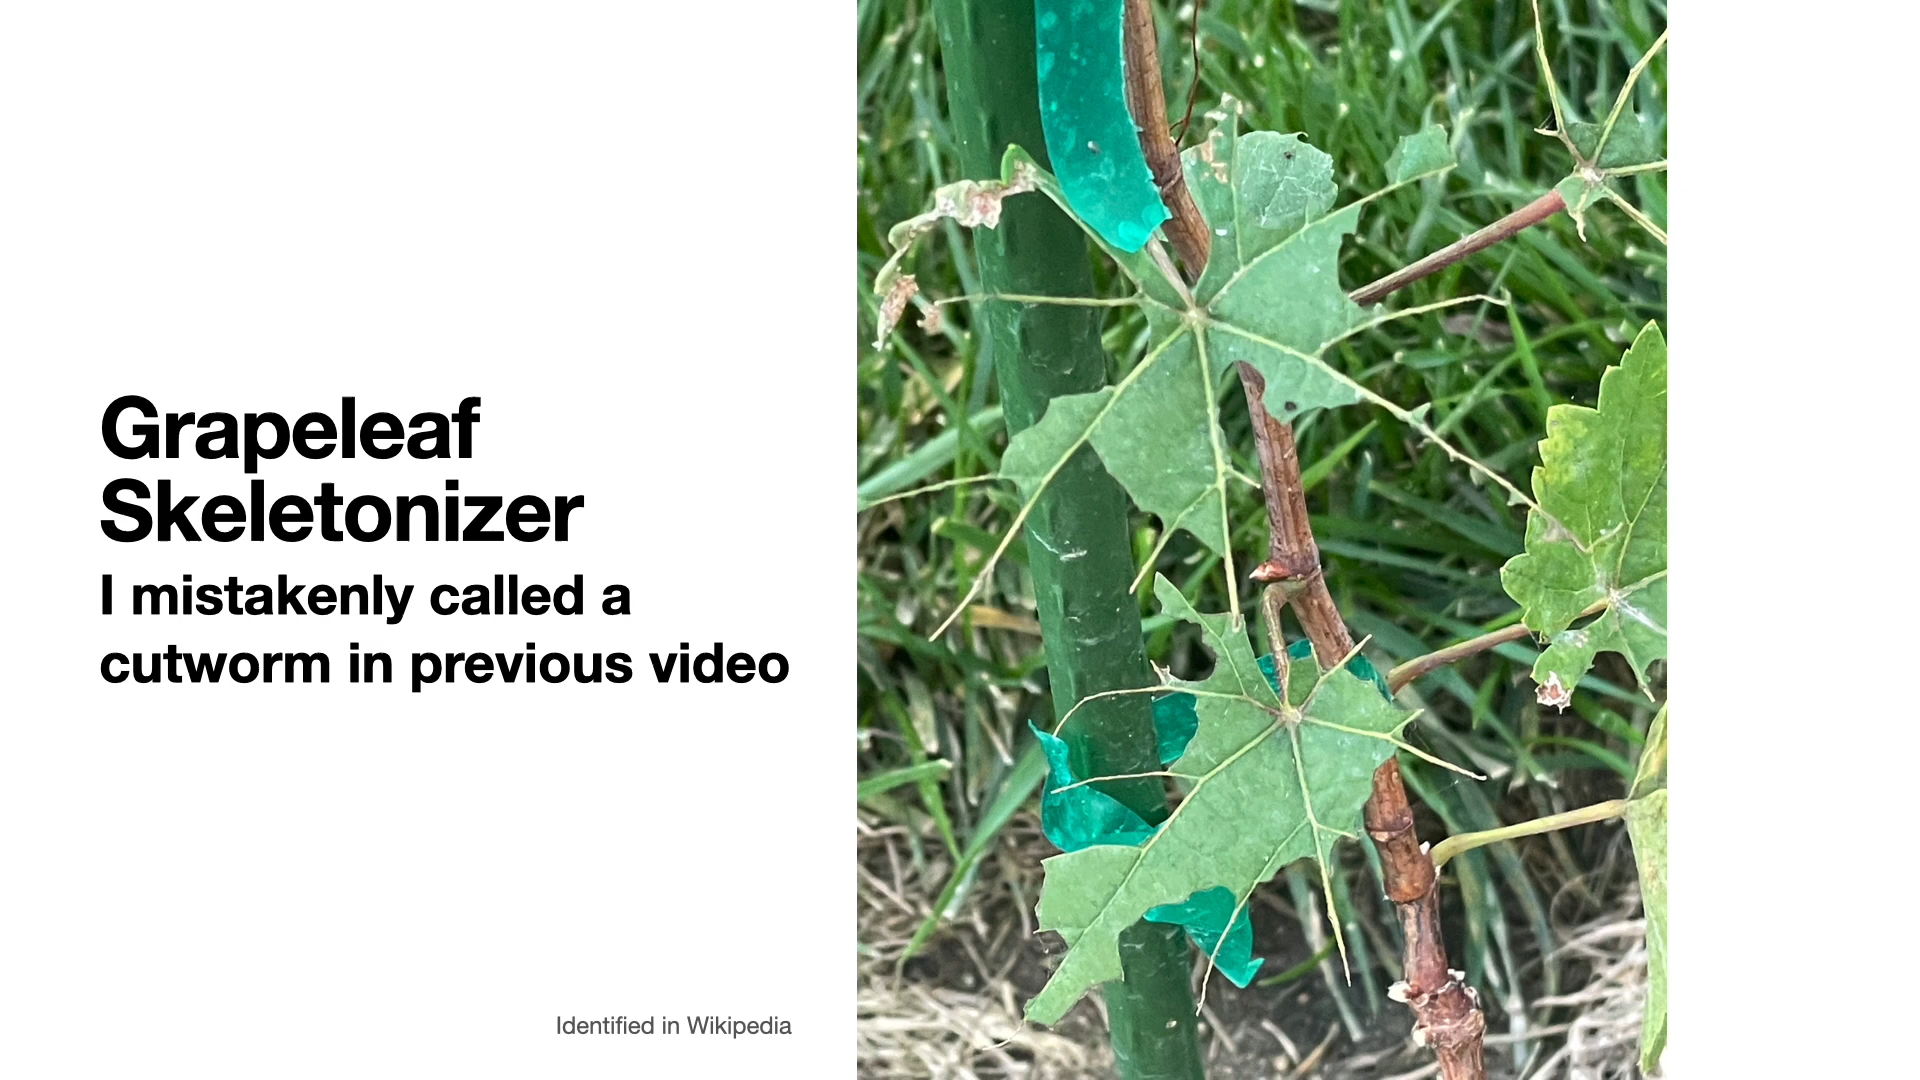 Grapeleaf
Skeletonizer
I mistakenly called a
cutworm in previous video
Identified in Wikipedia